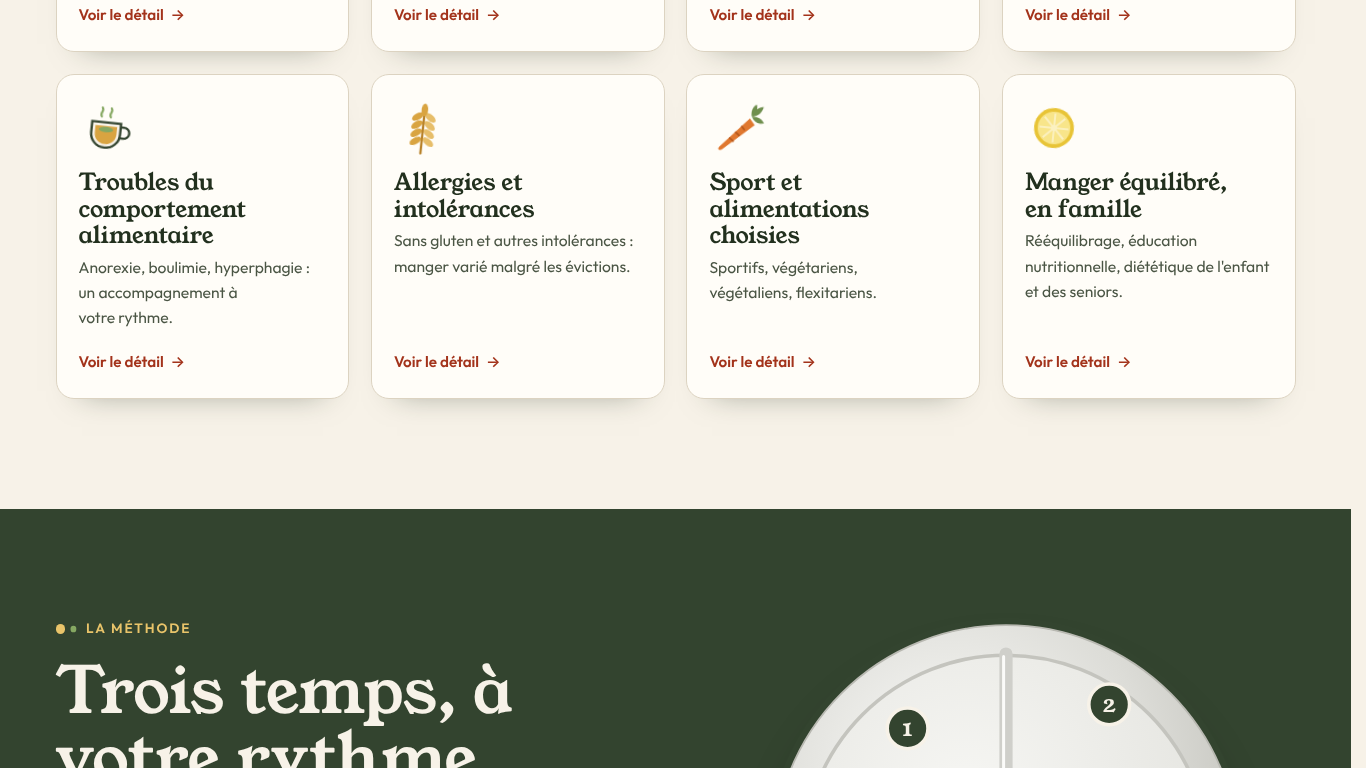 Voir le détail →
Voir le détail →
Voir le détail →
Voir le détail →
Troubles du
comportement
alimentaire
Anorexie, boulimie, hyperphagie :
un accompagnement à
votre rythme.
Voir le détail →
Allergies et
intolérances
Sans gluten et autres intolérances :
manger varié malgré les évictions.
Voir le détail →
Sport et
alimentations
choisies
Sportifs, végétariens,
végétaliens, flexitariens.
Voir le détail →
Manger équilibré,
en famille
Rééquilibrage, éducation
nutritionnelle, diététique de l'enfant
et des seniors.
Voir le détail →
LA MÉTHODE
Trois temps, à
votre rythme
1
2